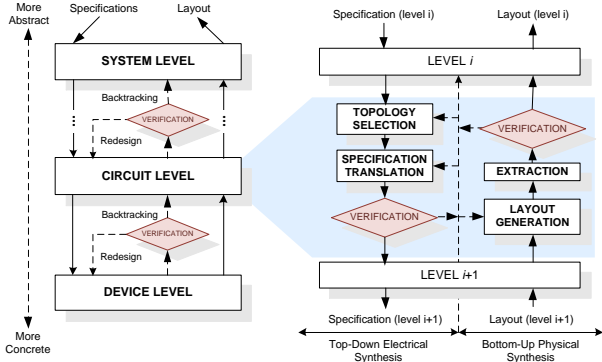 More
Abstract
Specifications
Layout
SYSTEM LEVEL
Backtracking
VERIFICATION
Redesign
CIRCUIT LEVEL
Backtracking
VERIFICATION
Redesign
DEVICE LEVEL
More
Concrete
Specification (level i)
Layout (level i)
LEVEL i
TOPOLOGY
SELECTION
VERIFICATION
SPECIFICATION
TRANSLATION
EXTRACTION
VERIFICATION
LAYOUT
GENERATION
LEVEL i+1
Specification (level i+1)
Layout (level i+1)
Top-Down Electrical
Synthesis
Bottom-Up Physical
Synthesis